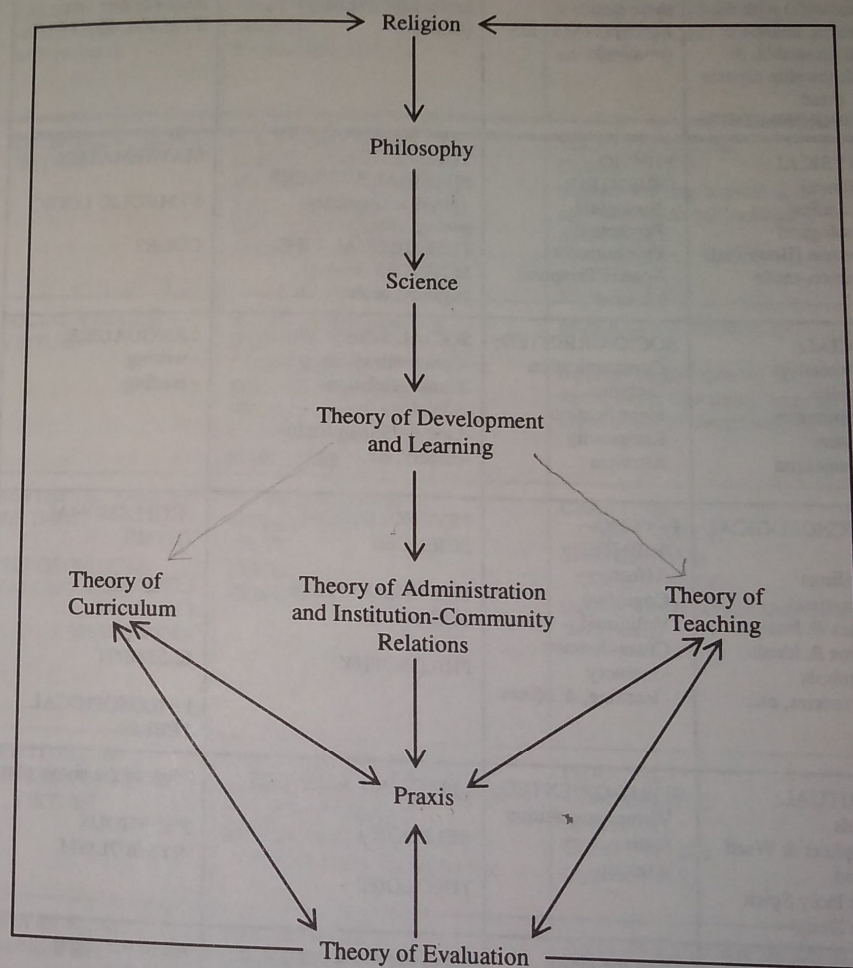 Religion
Philosophy
Science
Theory of Development
and Learning
Theory of
Curriculum
Theory of Administration
and Institution-Community
Relations
Theory of
Teaching
Praxis
Theory of Evaluation